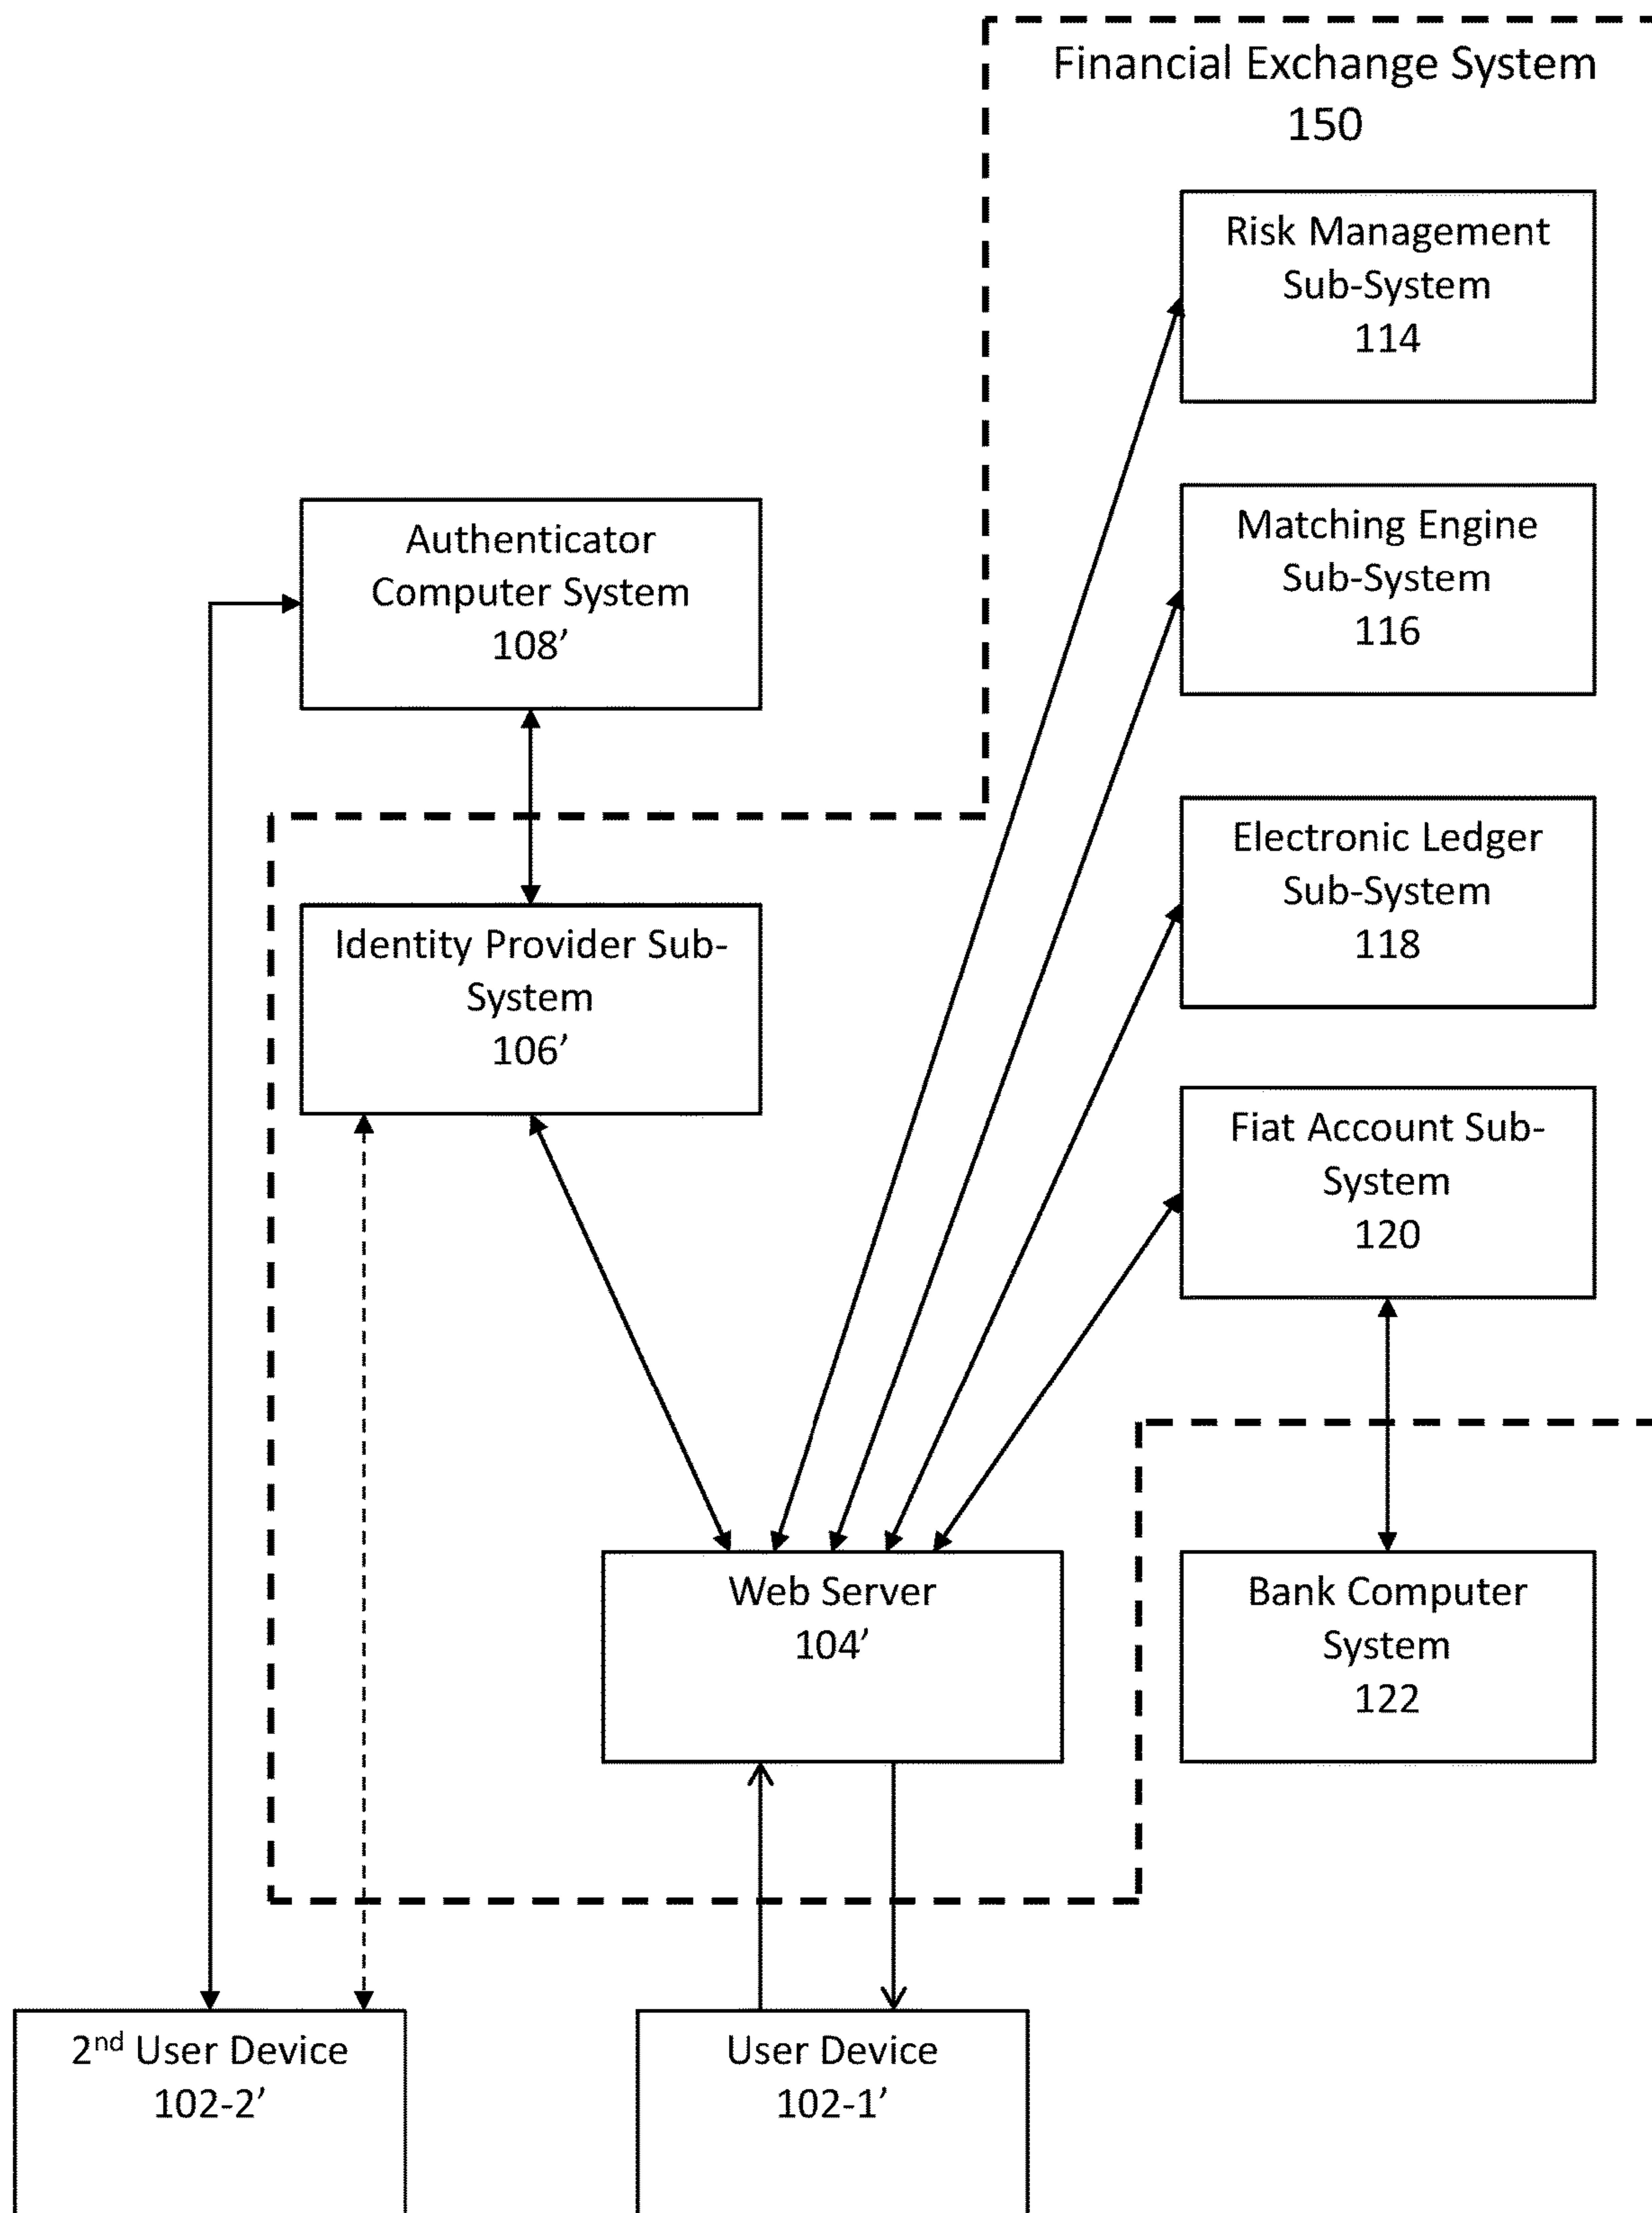 Financial Exchange System
150
Risk Management
Sub-System
114
Matching Engine
Sub-System
116
Authenticator
Computer System
108’
Electronic Ledger
Sub-System
118
Identity Provider Sub-
System
106’
Fiat Account Sub-
System
120
Web Server
104’
Bank Computer
System
122
2nd User Device
102-2’
User Device
102-1’